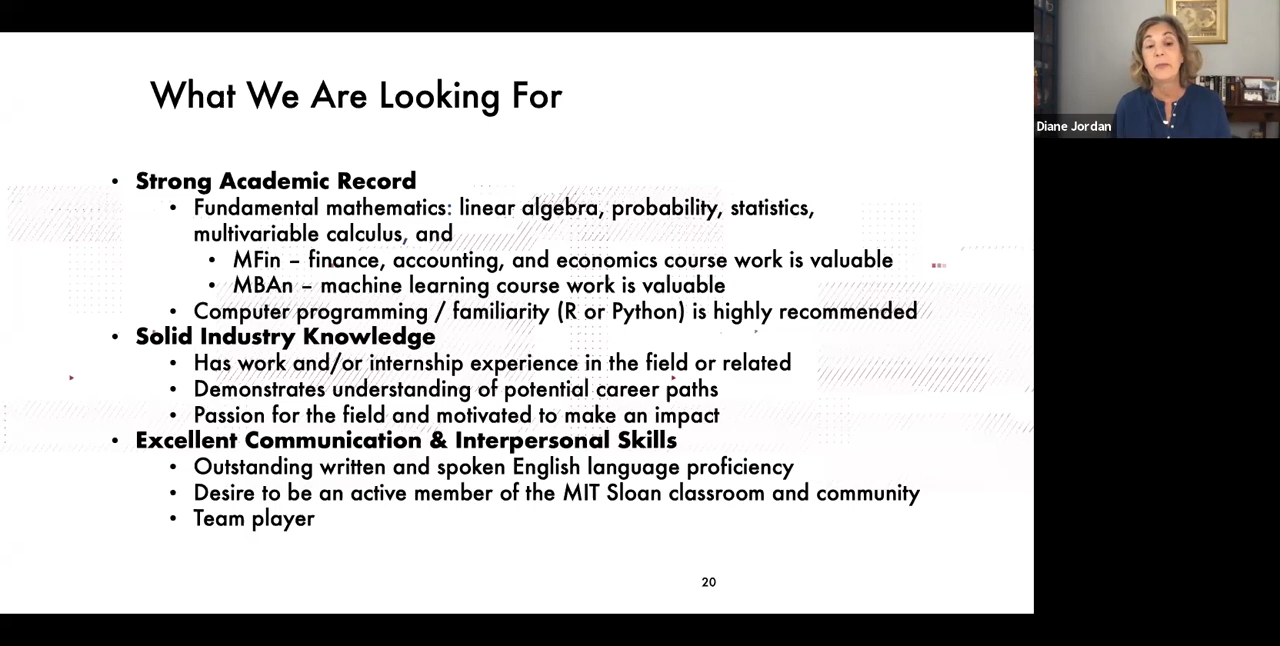 What We Are Looking For
• Strong Academic Record
• Fundamental mathematics: linear algebra, probability, statistics,
multivariable calculus, and
• MFin – finance, accounting, and economics course work is valuable
• MBAn – machine learning course work is valuable
• Computer programming / familiarity (R or Python) is highly recommended
• Solid Industry Knowledge
• Has work and/or internship experience in the field or related
• Demonstrates understanding of potential career paths
• Passion for the field and motivated to make an impact
• Excellent Communication & Interpersonal Skills
• Outstanding written and spoken English language proficiency
• Desire to be an active member of the MIT Sloan classroom and community
• Team player
20
Diane Jordan